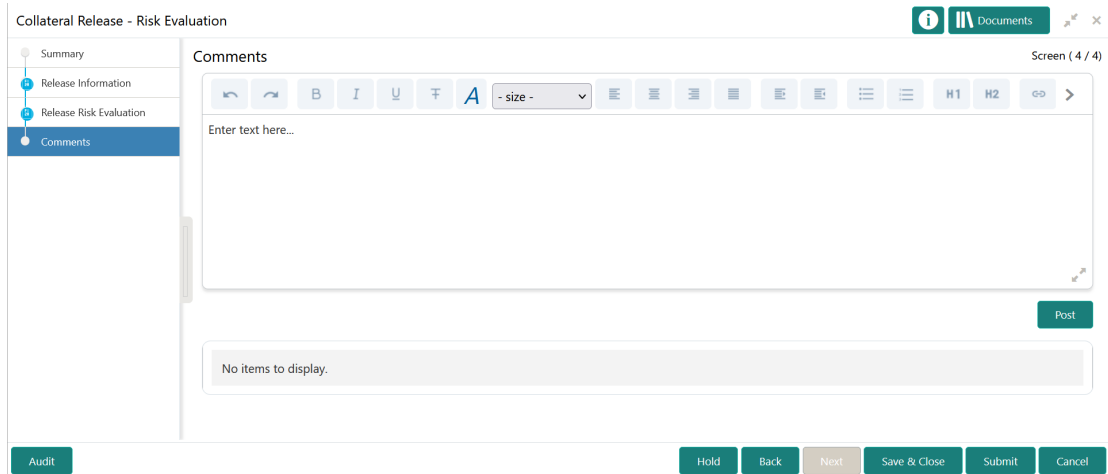 Collateral Release - Risk Evaluation
Documents
Summary
Release Information
Release Risk Evaluation
Comments
Comments
Screen ( 4 / 4)
B I U T A - size - H1 H2
Enter text here...
Post
No items to display.
Audit
Hold Back Next Save & Close Submit Cancel